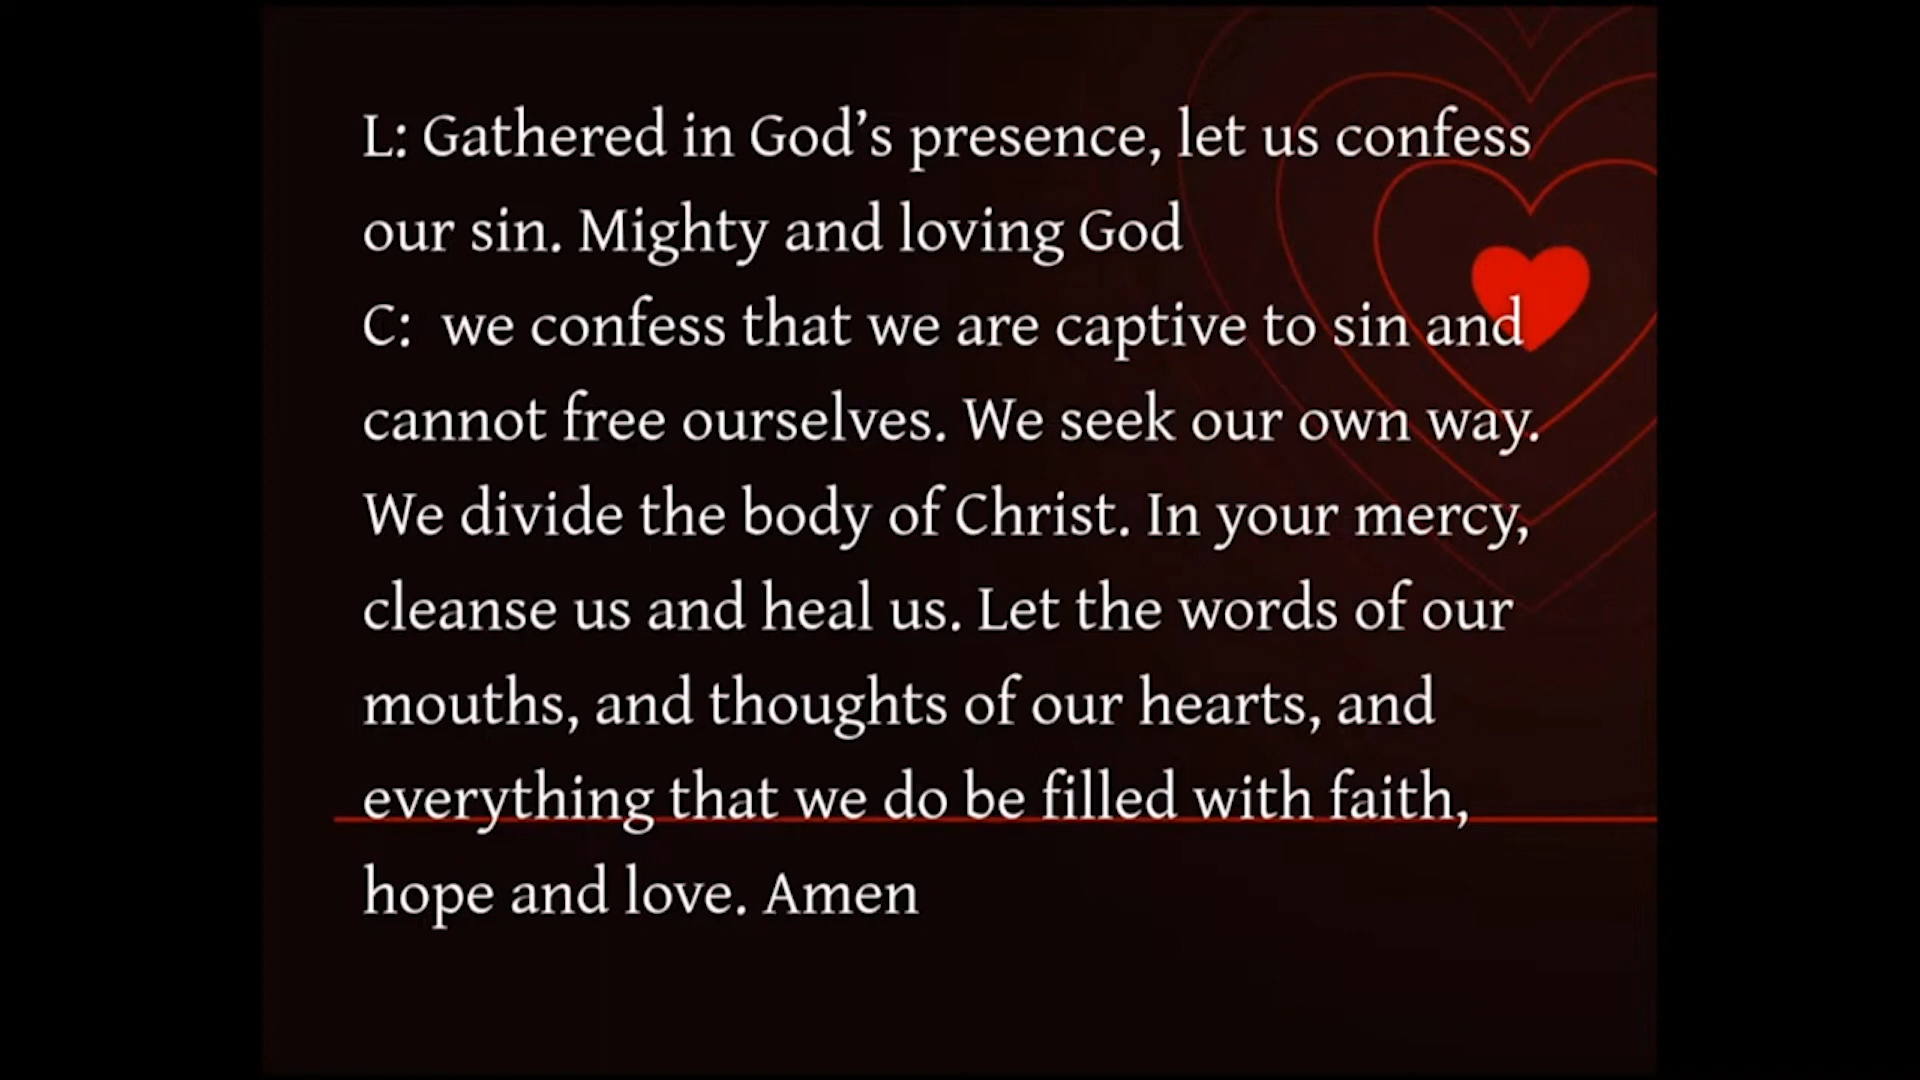 L: Gathered in God’s presence, let us confess
our sin. Mighty and loving God
C:  we confess that we are captive to sin and
cannot free ourselves. We seek our own way.
We divide the body of Christ. In your mercy,
cleanse us and heal us. Let the words of our
mouths, and thoughts of our hearts, and
everything that we do be filled with faith,
hope and love. Amen